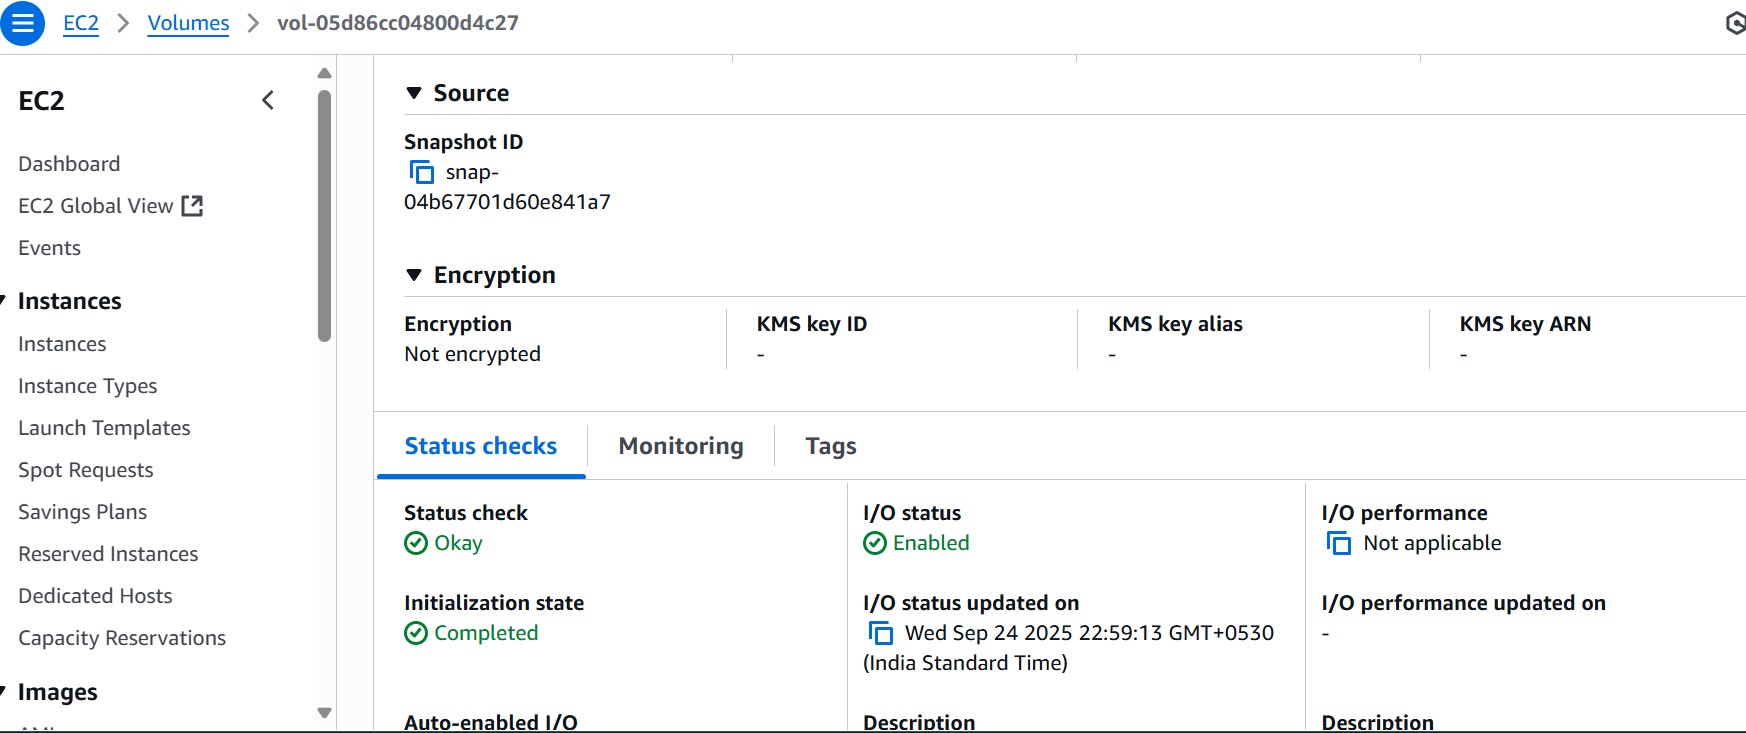 EC2 > Volumes > vol-05d86cc04800d4c27
EC2
Dashboard
EC2 Global View
Events
Instances
Instances
Instance Types
Launch Templates
Spot Requests
Savings Plans
Reserved Instances
Dedicated Hosts
Capacity Reservations
Images
Source
Snapshot ID
snap-
04b67701d60e841a7
Encryption
Encryption
Not encrypted
KMS key ID
-
KMS key alias
-
KMS key ARN
-
Status checks
Monitoring
Tags
Status check
Okay
I/O status
Enabled
I/O performance
Not applicable
Initialization state
Completed
I/O status updated on
Wed Sep 24 2025 22:59:13 GMT+0530
(India Standard Time)
I/O performance updated on
-
Auto-enabled I/O
Description
Description